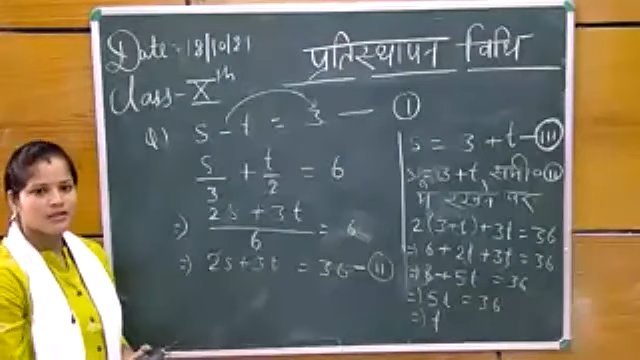 Date:- 18/10/21
प्रतिस्थापन विधि
Class - Xth
Q) s - t = 3 — I
s/3 + t/2 = 6
⇒) 2s + 3t / 6 = 6
⇒) 2s + 3t = 36 - II
s = 3 + t - III
s = 3 + t, समी० II
में रखने पर
2(3+t) + 3t = 36
⇒ 6 + 2t + 3t = 36
⇒ 6 + 5t = 36
⇒ 5t = 36
⇒ t